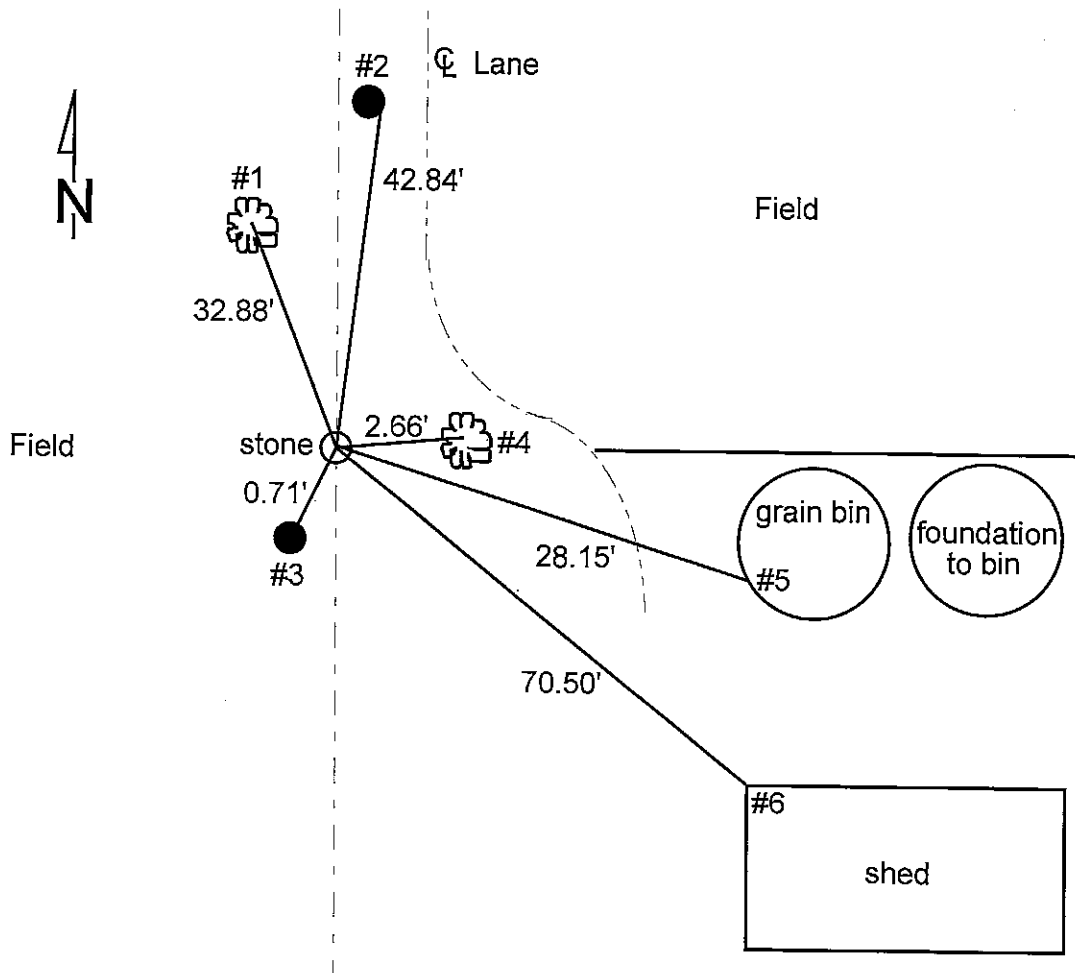 #2
℄ Lane
N
#1
42.84'
Field
32.88'
Field
stone
2.66'
#4
0.71'
#3
grain bin
foundation
to bin
28.15'
#5
70.50'
#6
shed